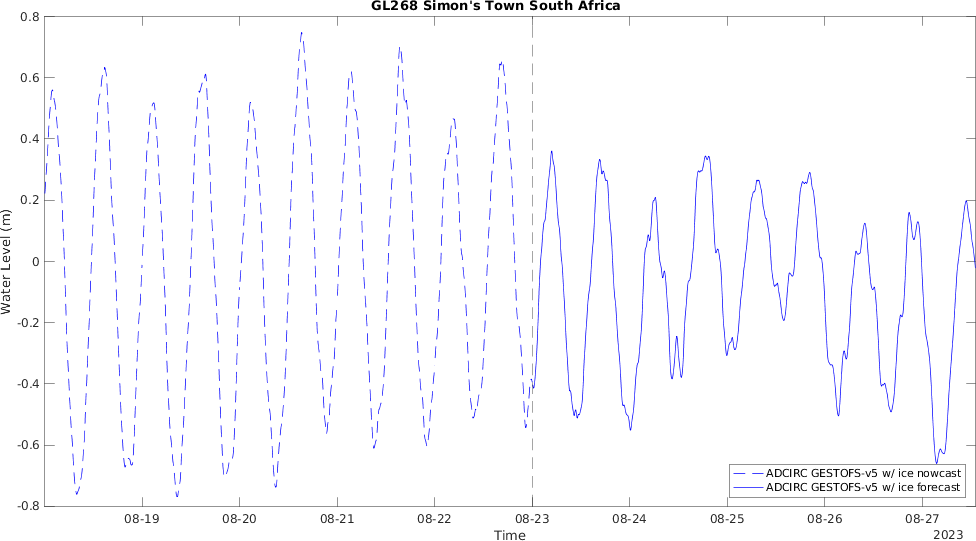 GL268 Simon's Town South Africa
Water Level (m)
0.8
0.6
0.4
0.2
0
-0.2
-0.4
-0.6
-0.8
ADCIRC GESTOFS-v5 w/ ice nowcast
ADCIRC GESTOFS-v5 w/ ice forecast
08-19 08-20 08-21 08-22 08-23 08-24 08-25 08-26 08-27
Time
2023